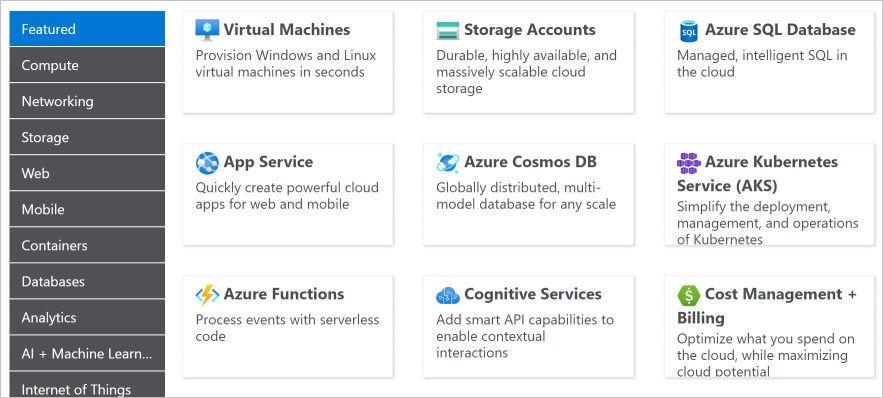 Featured
Compute
Networking
Storage
Web
Mobile
Containers
Databases
Analytics
AI + Machine Learn...
Internet of Things
Virtual Machines
Provision Windows and Linux
virtual machines in seconds
Storage Accounts
Durable, highly available, and
massively scalable cloud
storage
SQL
Azure SQL Database
Managed, intelligent SQL in
the cloud
App Service
Quickly create powerful cloud
apps for web and mobile
Azure Cosmos DB
Globally distributed, multi-
model database for any scale
Azure Kubernetes
Service (AKS)
Simplify the deployment,
management, and operations
of Kubernetes
Azure Functions
Process events with serverless
code
Cognitive Services
Add smart API capabilities to
enable contextual
interactions
$
Cost Management +
Billing
Optimize what you spend on
the cloud, while maximizing
cloud potential